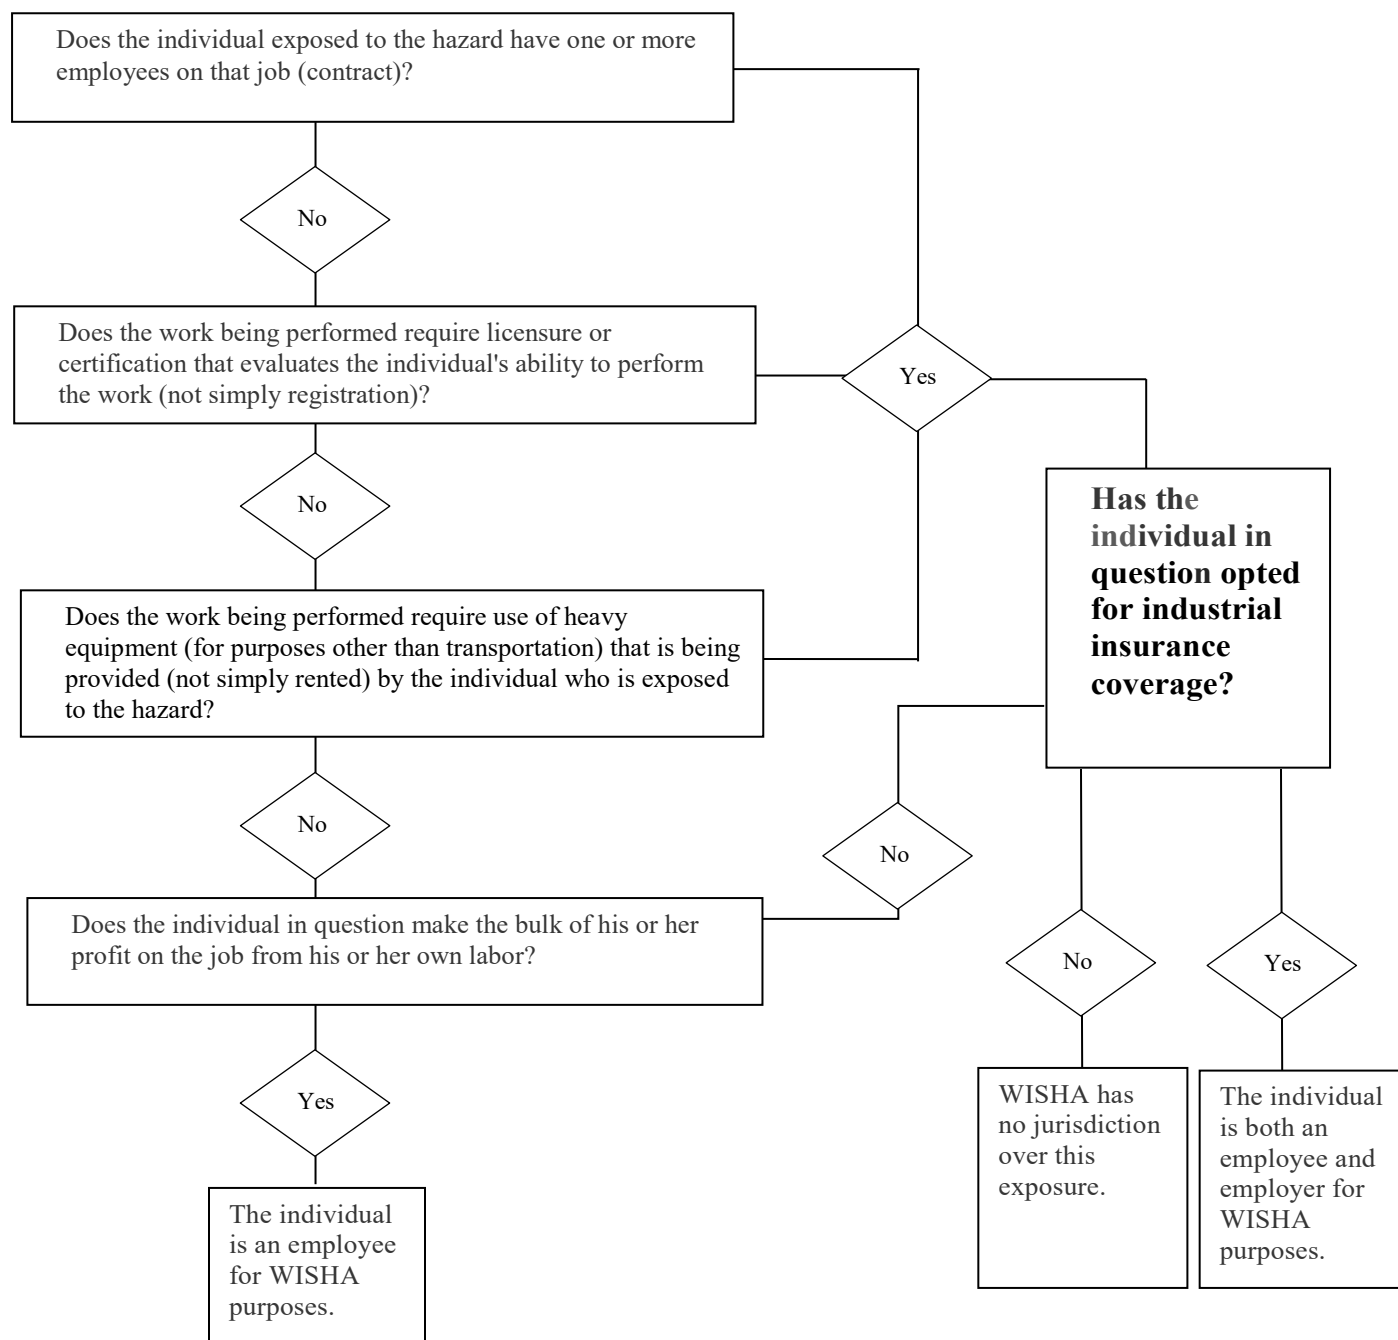 Does the individual exposed to the hazard have one or more
employees on that job (contract)?
No
Does the work being performed require licensure or
certification that evaluates the individual's ability to perform
the work (not simply registration)?
Yes
No
Has the
individual in
question opted
for industrial
insurance
coverage?
Does the work being performed require use of heavy
equipment (for purposes other than transportation) that is being
provided (not simply rented) by the individual who is exposed
to the hazard?
No
No
Does the individual in question make the bulk of his or her
profit on the job from his or her own labor?
No
Yes
Yes
The individual
is an employee
for WISHA
purposes.
WISHA has
no jurisdiction
over this
exposure.
The individual
is both an
employee and
employer for
WISHA
purposes.